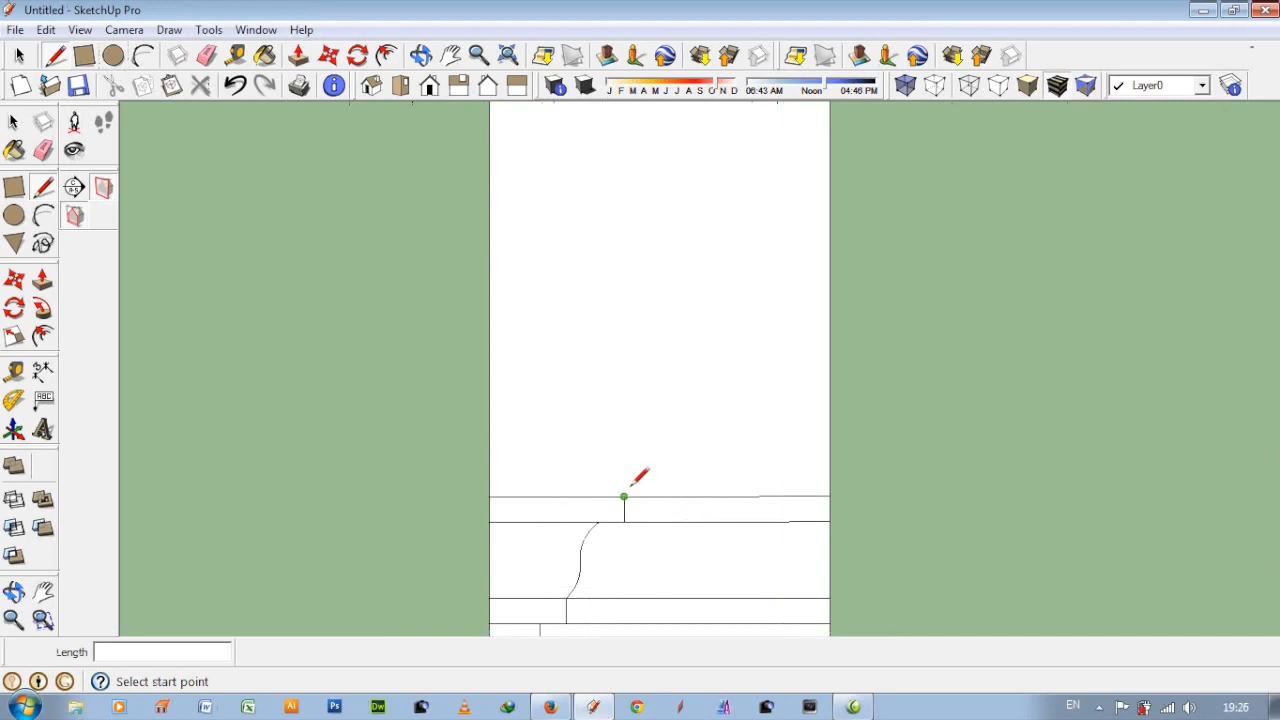 Untitled - SketchUp Pro
File Edit View Camera Draw Tools Window Help
J F M A M J J A S O N D 06:43 AM Noon 04:46 PM Layer0
ABC
Length
Select start point
EN 19:26